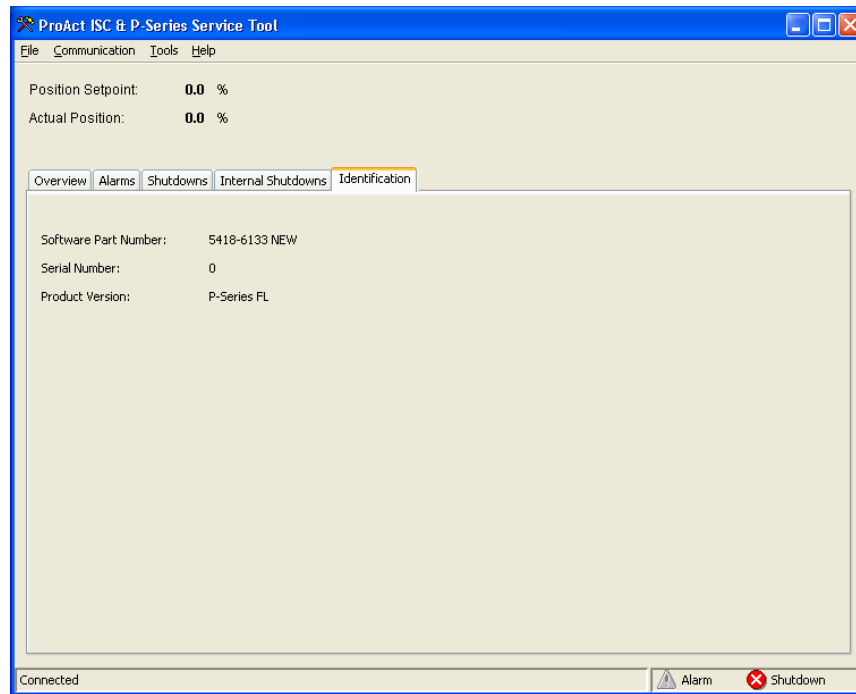 ProAct ISC & P-Series Service Tool
File Communication Tools Help
Position Setpoint: 0.0 %
Actual Position: 0.0 %
Overview Alarms Shutdowns Internal Shutdowns Identification
Software Part Number: 5418-6133 NEW
Serial Number: 0
Product Version: P-Series FL
Connected Alarm Shutdown